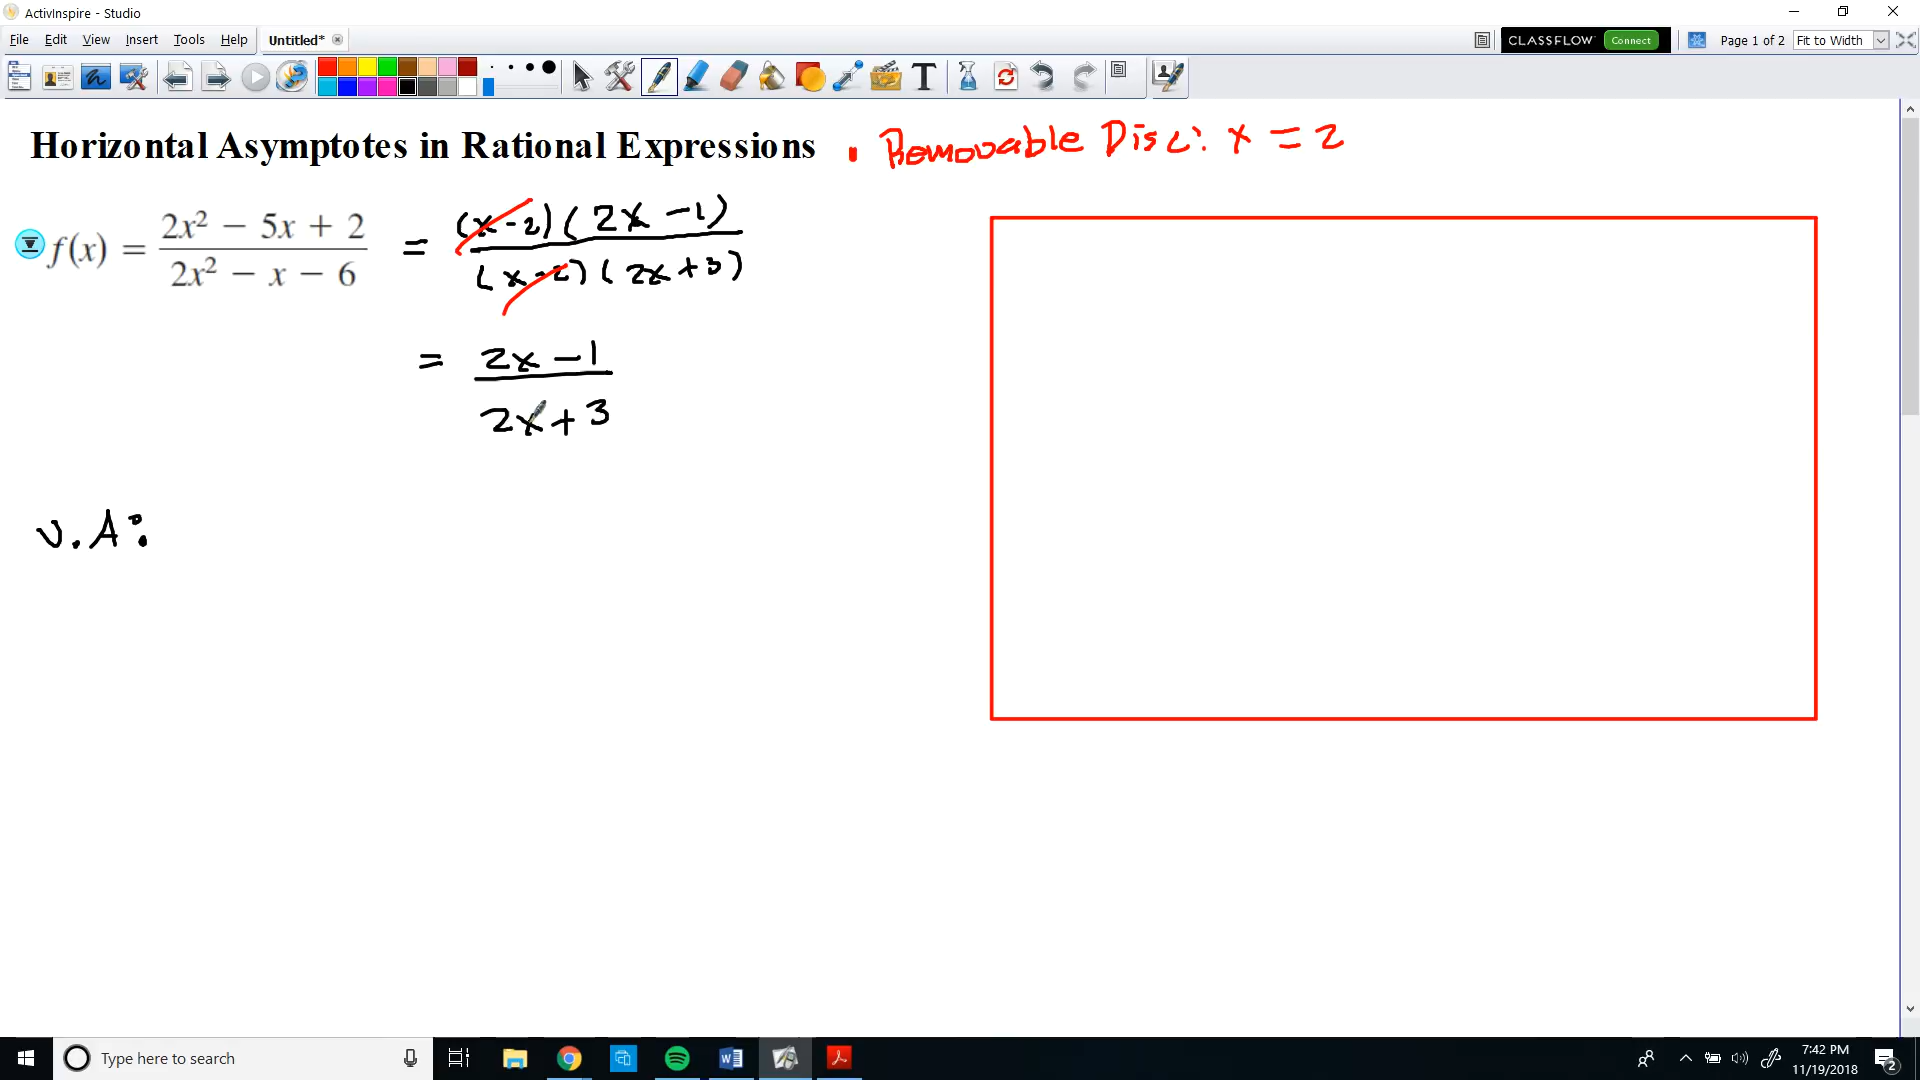 ActivInspire - Studio
File Edit View Insert Tools Help Untitled*
CLASSFLOW Connect Page 1 of 2 Fit to Width
T
Horizontal Asymptotes in Rational Expressions
. Removable Disc: x = 2
f(x) = (2x² − 5x + 2)/(2x² − x − 6) = (x-2)(2x-1)/(x-2)(2x+3)
= (2x-1)/(2x+3)
V.A:
Type here to search
7:42 PM
11/19/2018
2